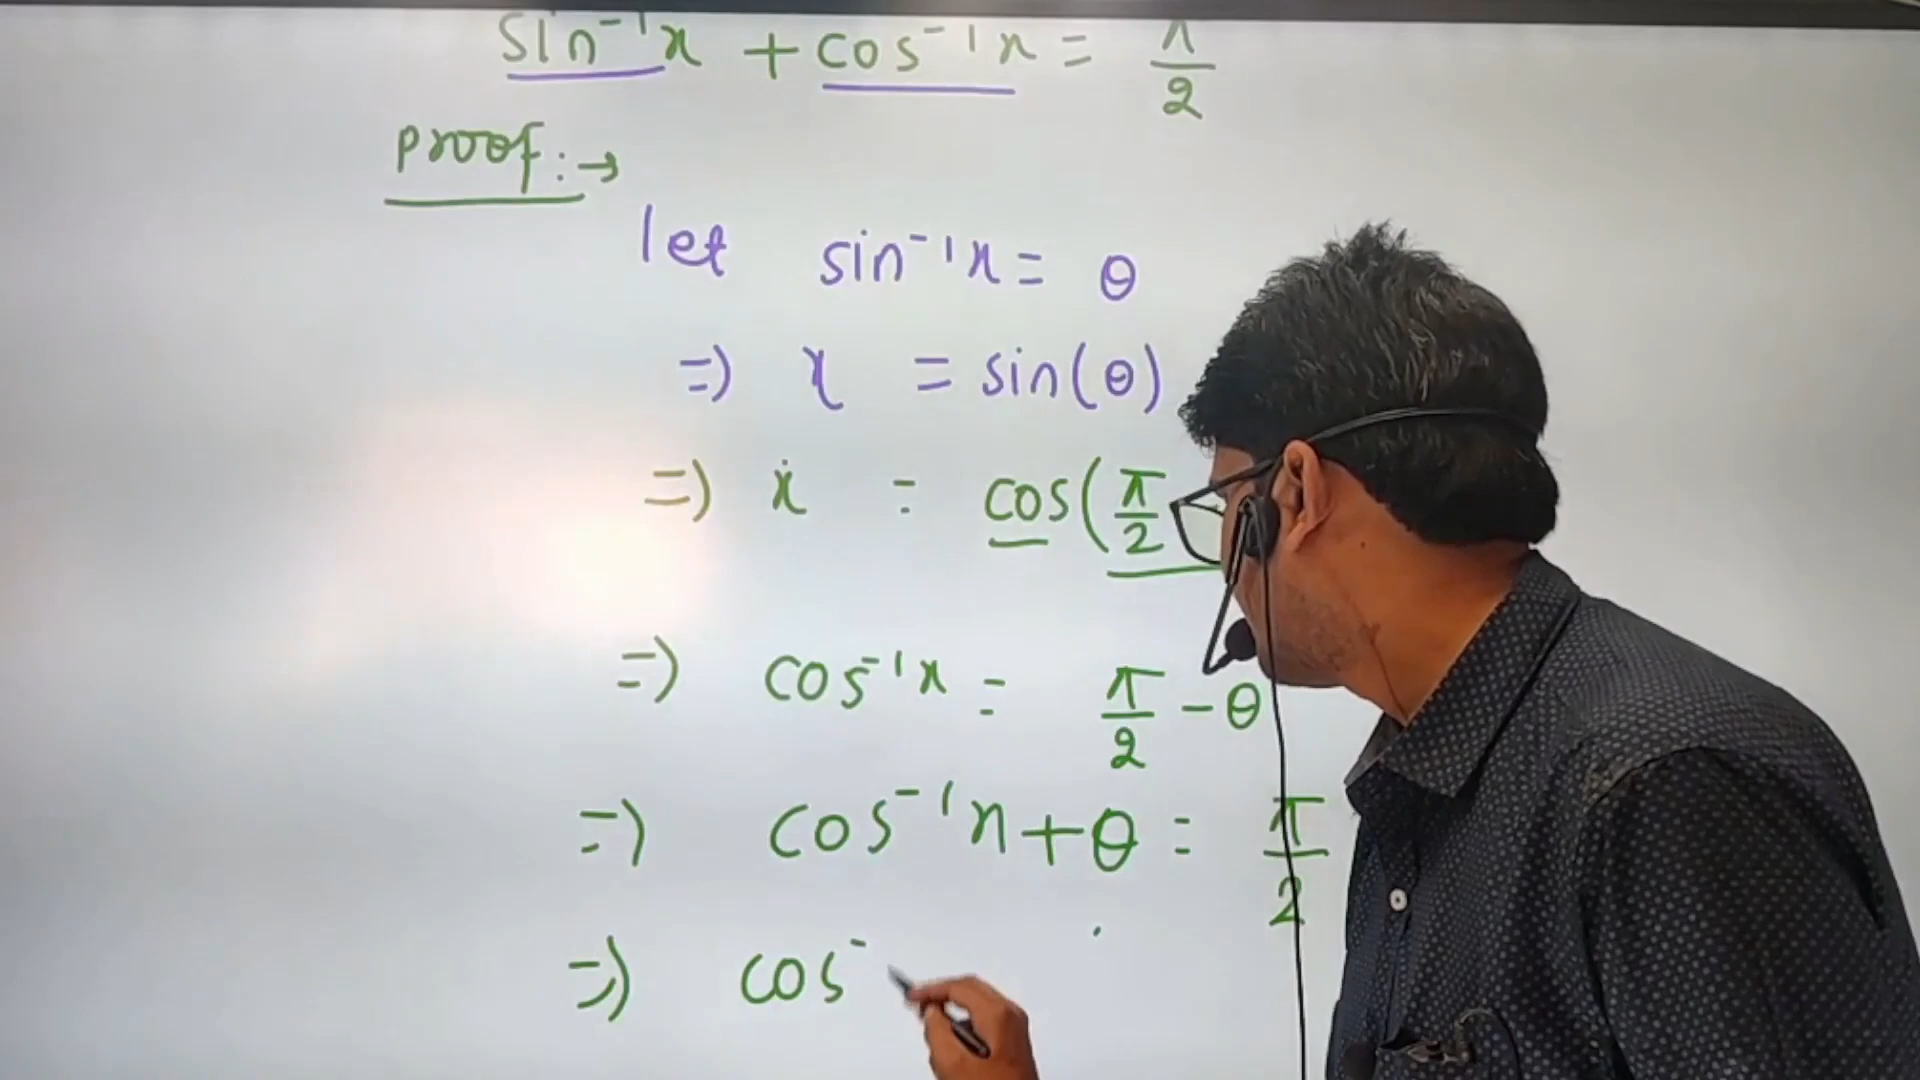 sin⁻¹x + cos⁻¹x = π/2
Proof :→
let sin⁻¹x = θ
=) x = sin(θ)
=) x = cos(π/2
=) cos⁻¹x = π/2 - θ
=) cos⁻¹x + θ = π/2
=) cos⁻